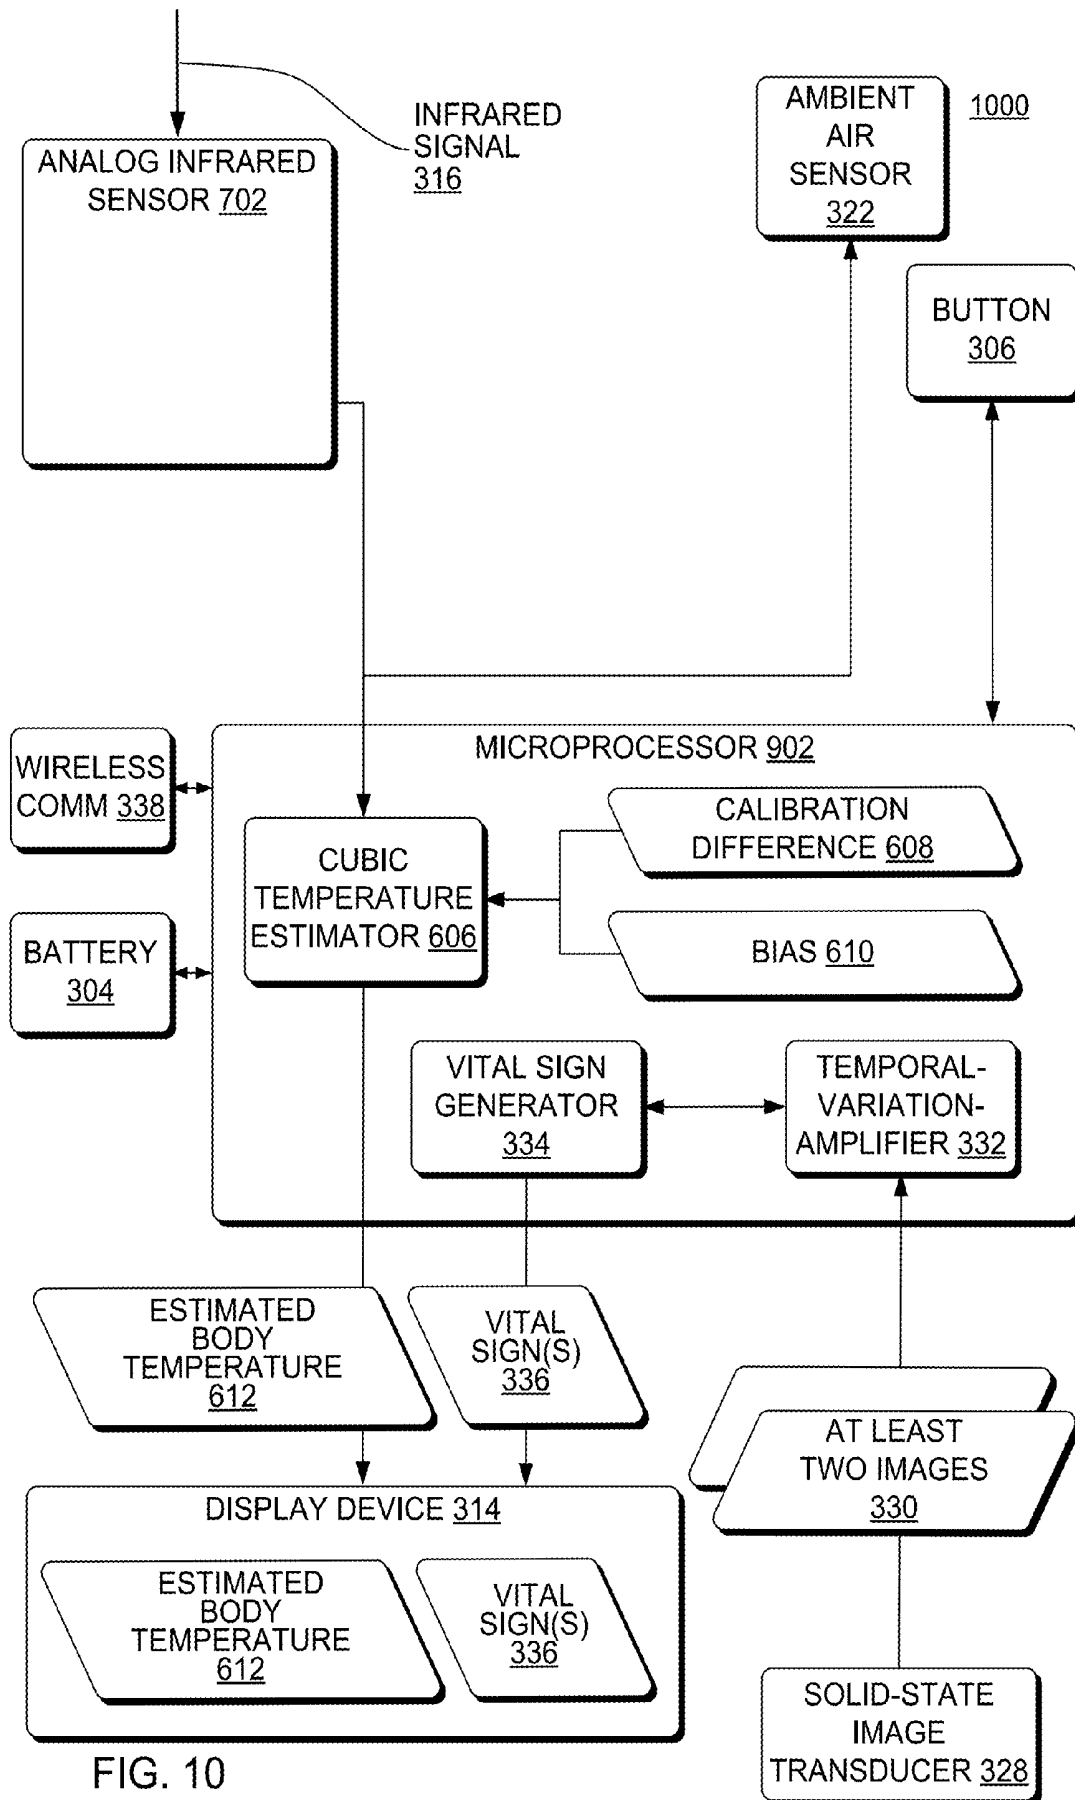 INFRARED
SIGNAL
316
ANALOG INFRARED
SENSOR 702
AMBIENT
AIR
SENSOR
322
1000
BUTTON
306
MICROPROCESSOR 902
WIRELESS
COMM 338
BATTERY
304
CUBIC
TEMPERATURE
ESTIMATOR 606
CALIBRATION
DIFFERENCE 608
BIAS 610
VITAL SIGN
GENERATOR
334
TEMPORAL-
VARIATION-
AMPLIFIER 332
ESTIMATED
BODY
TEMPERATURE
612
VITAL
SIGN(S)
336
AT LEAST
TWO IMAGES
330
DISPLAY DEVICE 314
ESTIMATED
BODY
TEMPERATURE
612
VITAL
SIGN(S)
336
SOLID-STATE
IMAGE
TRANSDUCER 328
FIG. 10